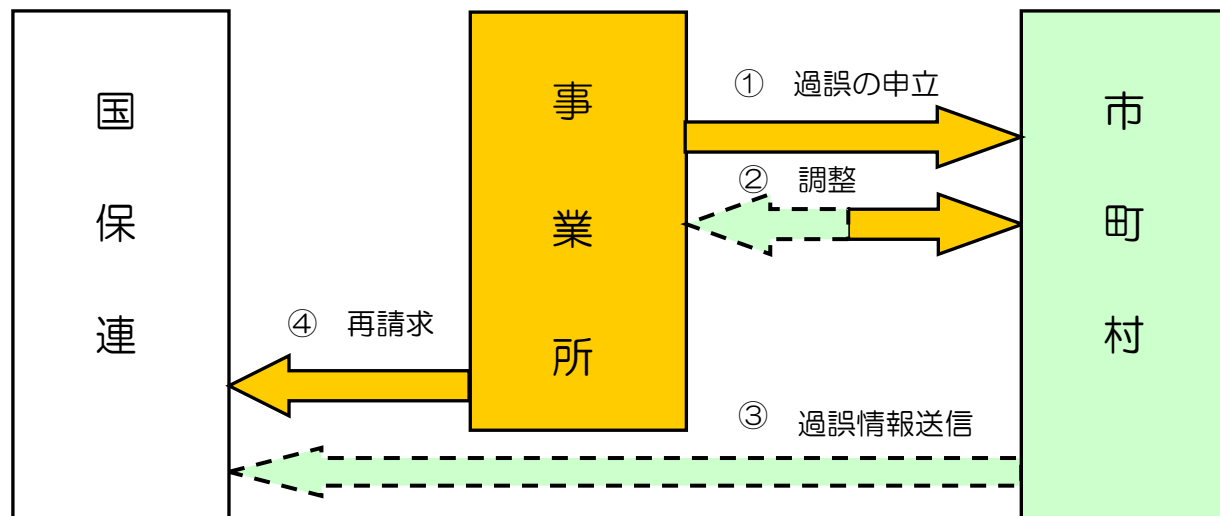 国保連
事業所
市町村
① 過誤の申立
② 調整
④ 再請求
③ 過誤情報送信